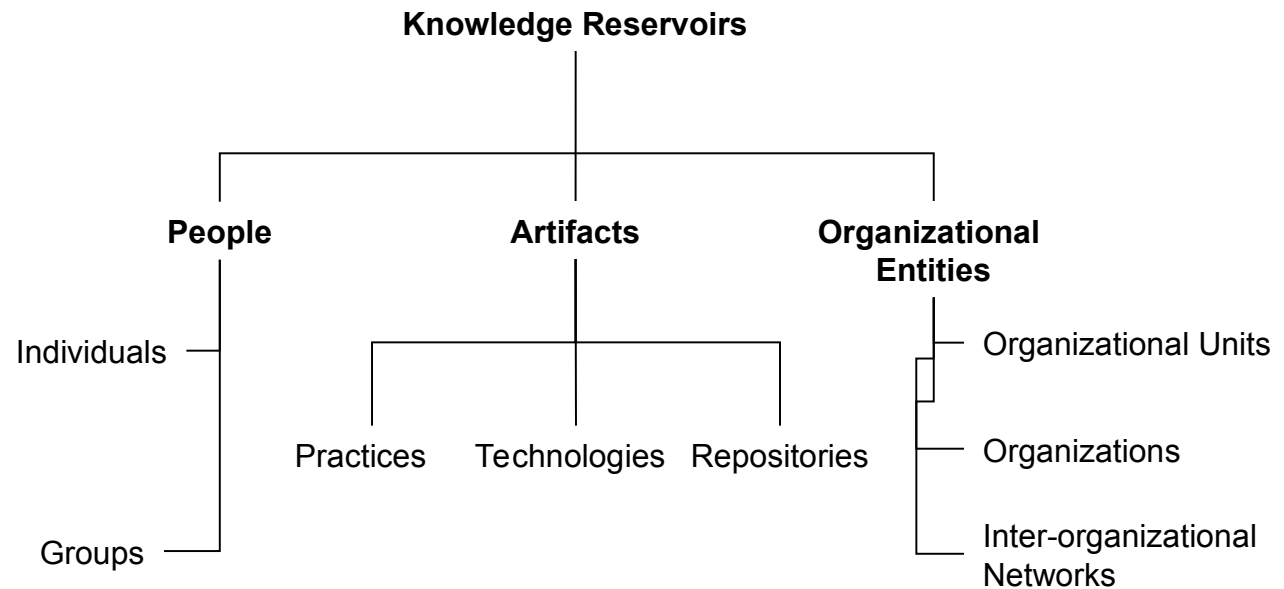 Knowledge Reservoirs
People
Artifacts
Organizational
Entities
Individuals
Groups
Practices
Technologies
Repositories
Organizational Units
Organizations
Inter-organizational
Networks